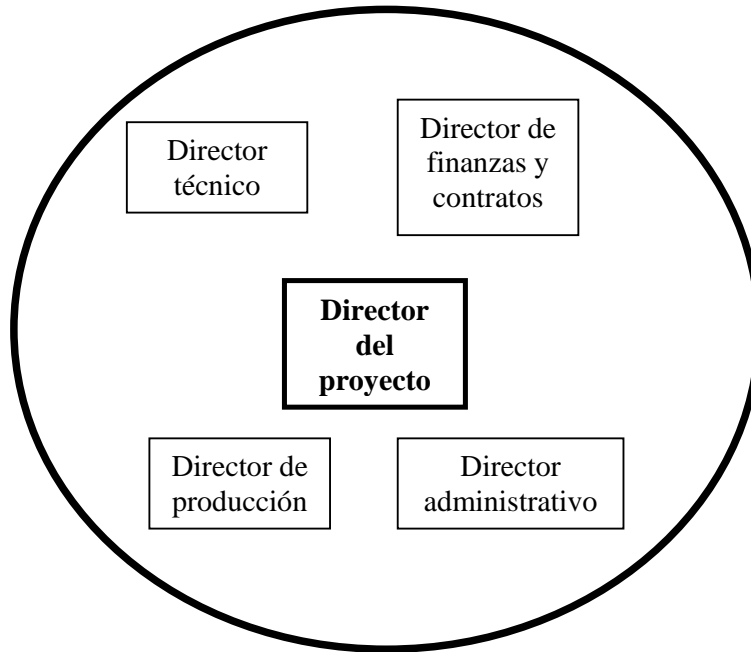 Director
técnico
Director de
finanzas y
contratos
Director
del
proyecto
Director de
producción
Director
administrativo